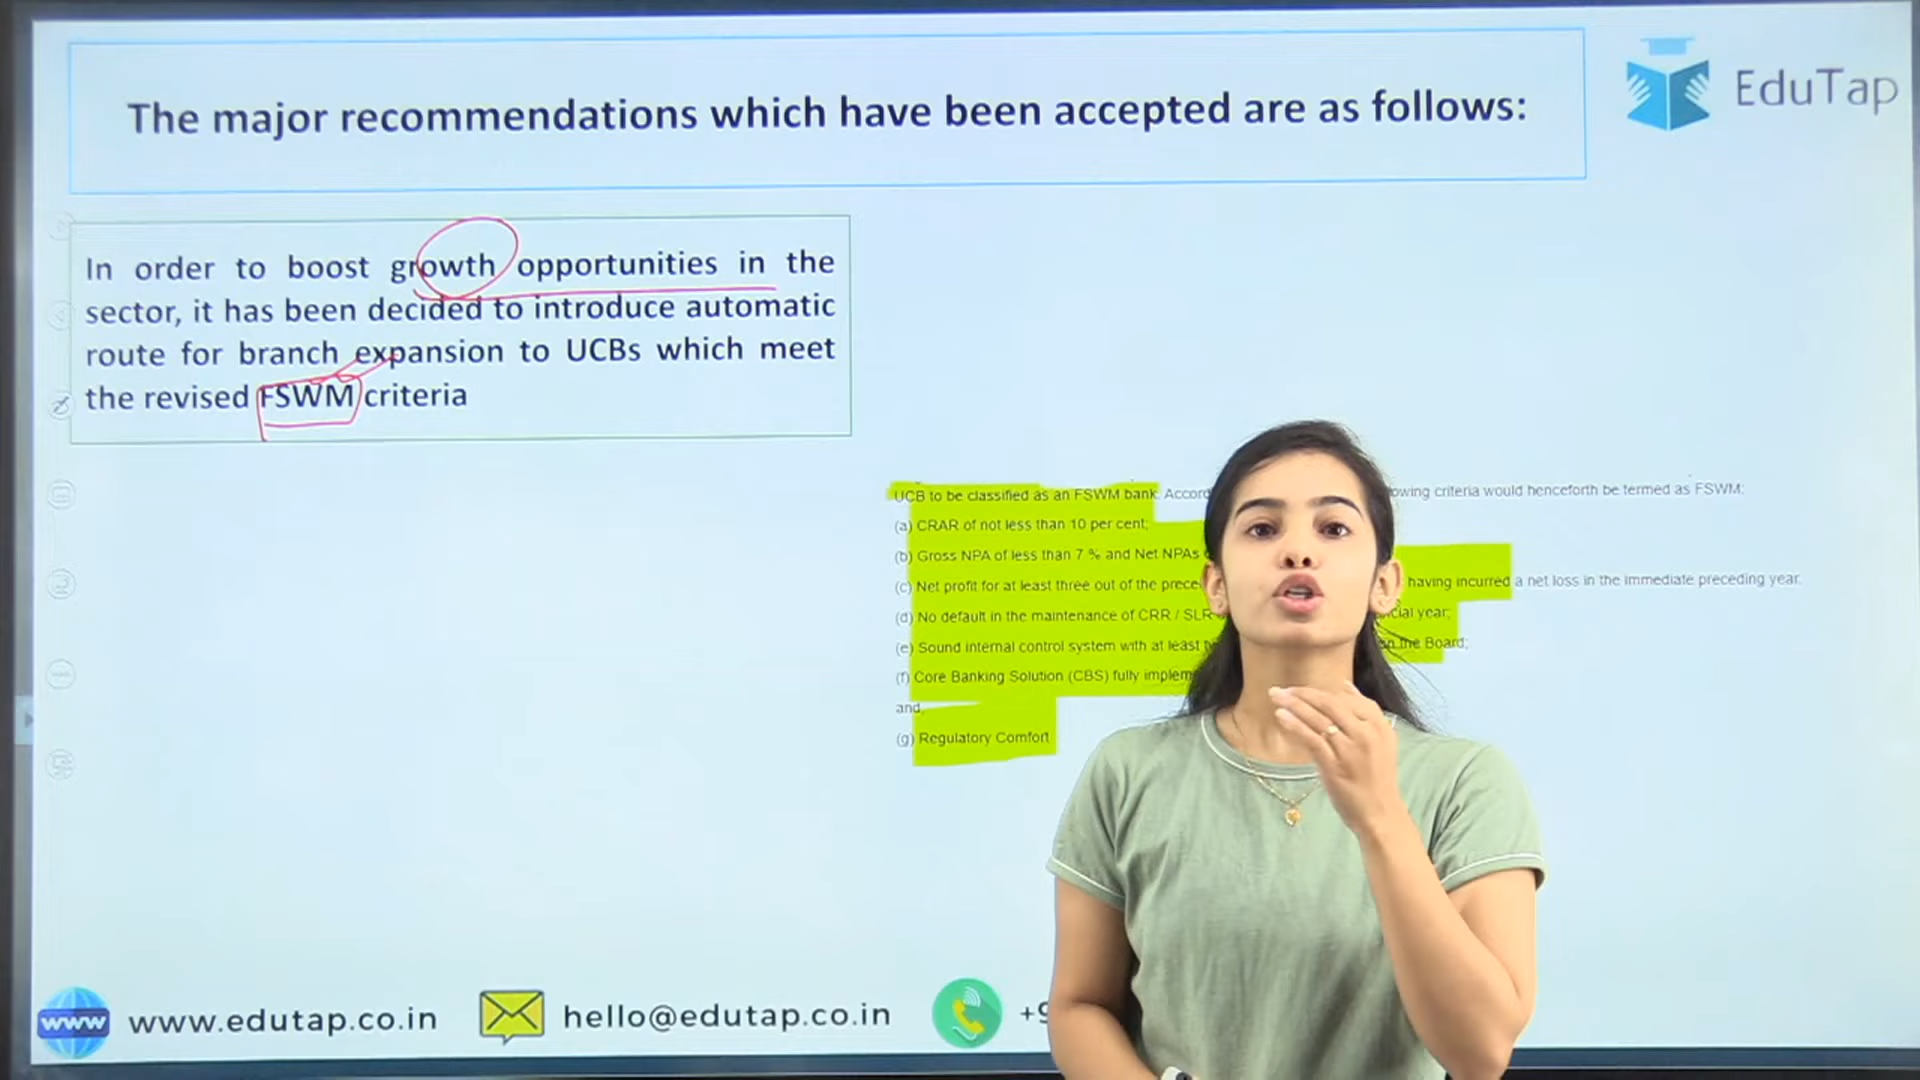 The major recommendations which have been accepted are as follows:
EduTap
In order to boost growth opportunities in the
sector, it has been decided to introduce automatic
route for branch expansion to UCBs which meet
the revised FSWM criteria
UCB to be classified as an FSWM bank owing criteria would henceforth be termed as FSWM:
(a) CRAR of not less than 10 per cent;
(b) Gross NPA of less than 7 % and Net NPAs
(c) Net profit for at least three out of the having incurred a net loss in the immediate preceding year.
(d) No default in the maintenance of CRR / SLR year;
(e) Sound internal control system with at least on the Board;
(f) Core Banking Solution (CBS) fully
and,
(g) Regulatory Comfort
www
www.edutap.co.in
hello@edutap.co.in